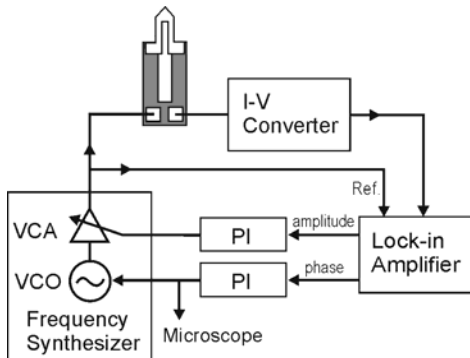 I-V
Converter
Ref.
VCA
PI
amplitude
Lock-in
Amplifier
VCO
PI
phase
Frequency
Synthesizer
Microscope